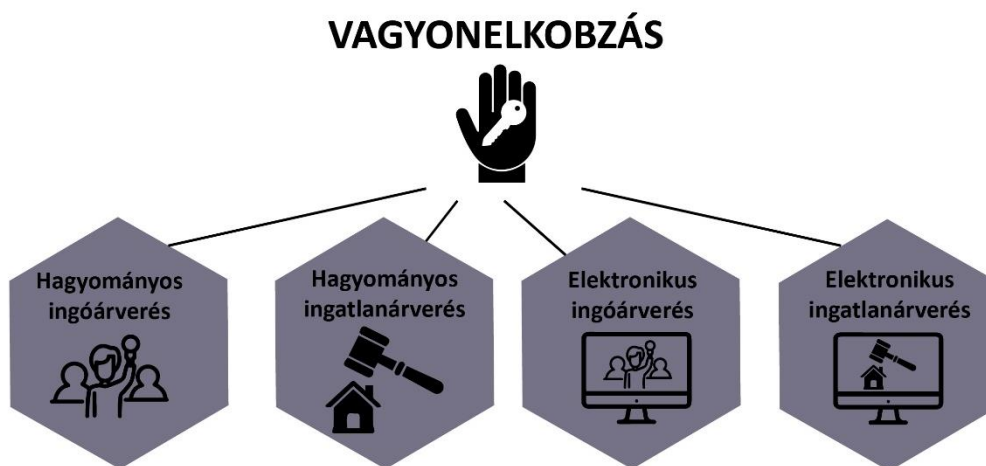 VAGYONELKOBZÁS
Hagyományos
ingóárverés
Hagyományos
ingatlanárverés
Elektronikus
ingóárverés
Elektronikus
ingatlanárverés